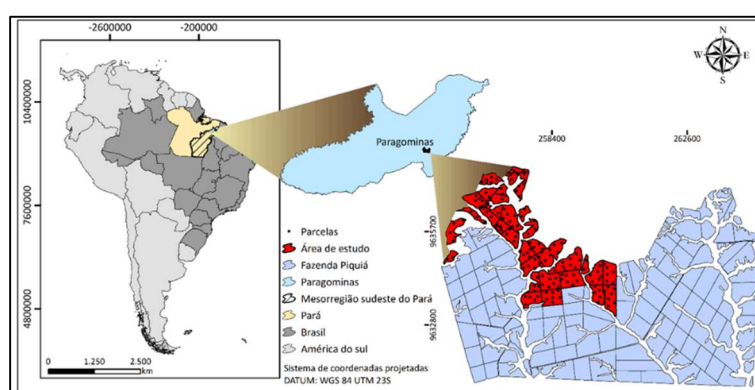 -2600000
-200000
10400000
7600000
4800000
N
W
E
S
Paragominas
258400
262600
9635700
9632800
Parcelas
Área de estudo
Fazenda Piquiá
Paragominas
Mesorregião sudeste do Pará
Pará
Brasil
América do sul
0
1.250
2.500
km
Sistema de coordenadas projetadas
DATUM: WGS 84 UTM 23S